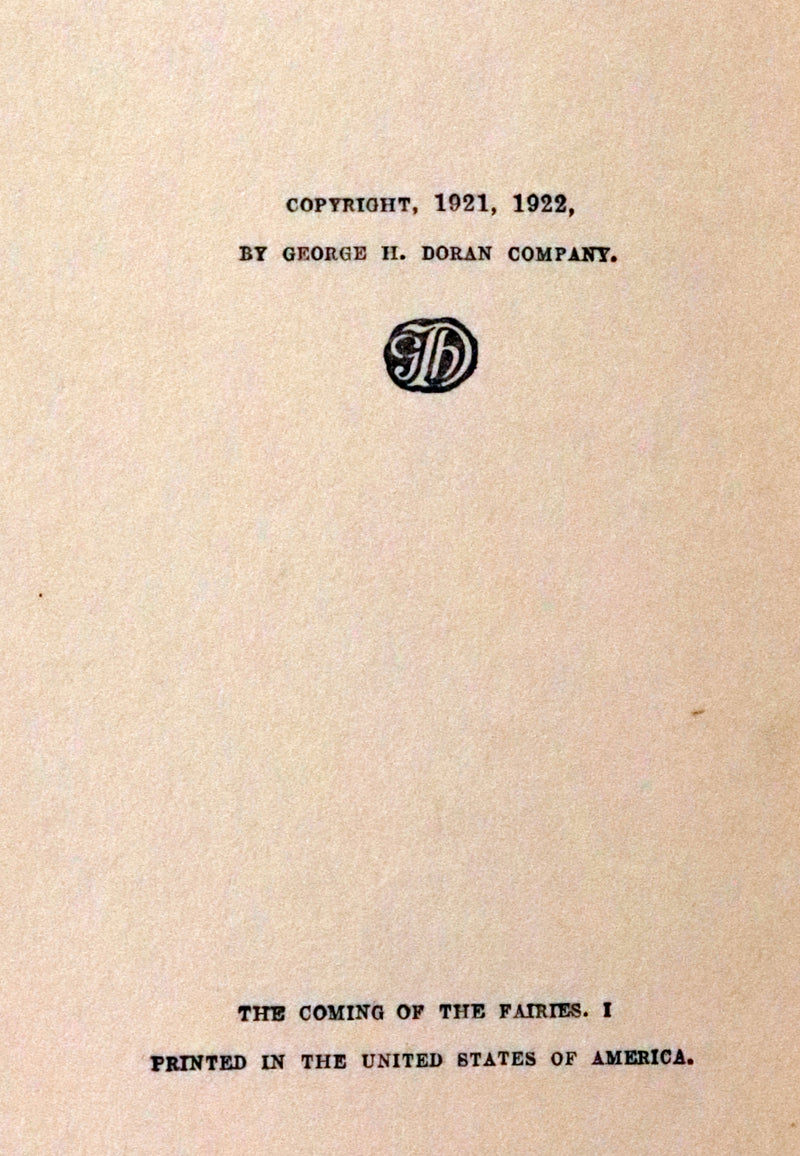 COPYRIGHT, 1921, 1922,
BY GEORGE H. DORAN COMPANY.
GHD
THE COMING OF THE FAIRIES. I
PRINTED IN THE UNITED STATES OF AMERICA.